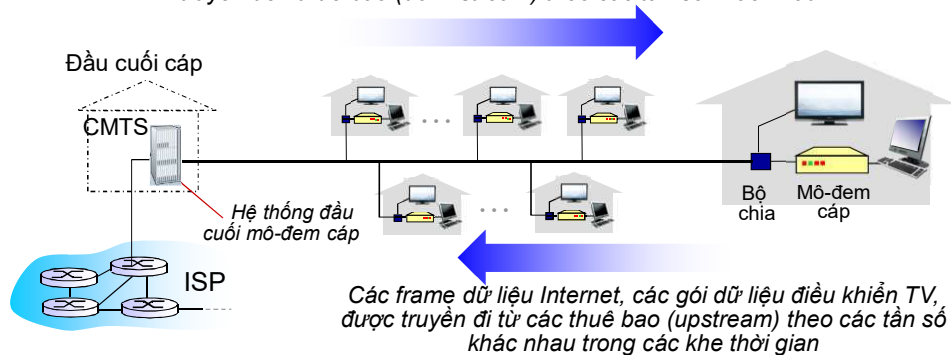 Đầu cuối cáp
CMTS
Hệ thống đầu
cuối mô-đem cáp
ISP
Bộ
chia
Mô-đem
cáp
Các frame dữ liệu Internet, các gói dữ liệu điều khiển TV,
được truyền đi từ các thuê bao (upstream) theo các tần số
khác nhau trong các khe thời gian